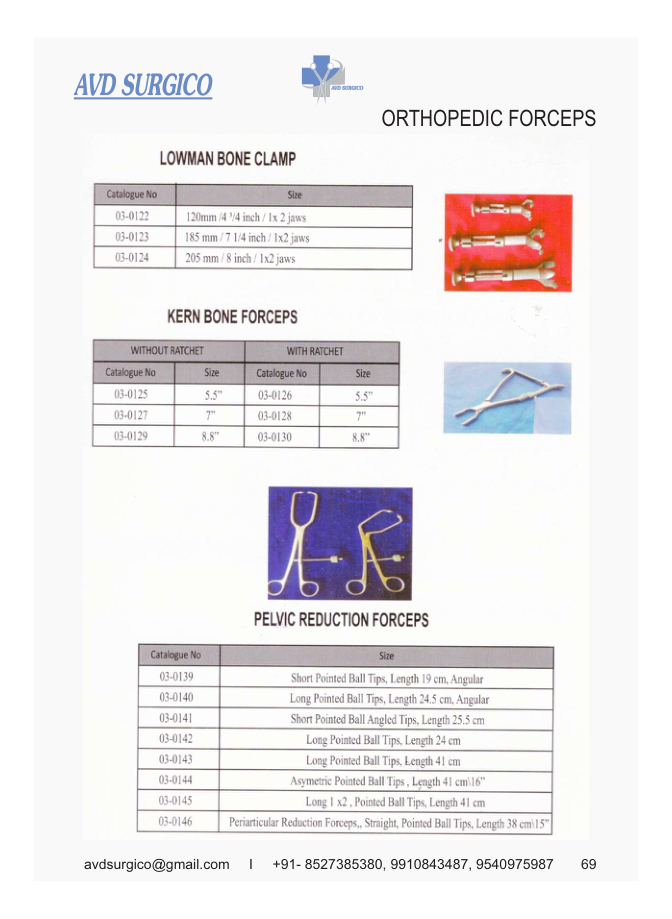 AVD SURGICO
AVD SURGICO
ORTHOPEDIC FORCEPS
LOWMAN BONE CLAMP
Catalogue No Size
03-0122 120mm /4 ³/4 inch / 1x 2 jaws
03-0123 185 mm / 7 1/4 inch / 1x2 jaws
03-0124 205 mm / 8 inch / 1x2 jaws
KERN BONE FORCEPS
WITHOUT RATCHET WITH RATCHET
Catalogue No Size Catalogue No Size
03-0125 5.5" 03-0126 5.5"
03-0127 7" 03-0128 7"
03-0129 8.8" 03-0130 8.8"
PELVIC REDUCTION FORCEPS
Catalogue No Size
03-0139 Short Pointed Ball Tips, Length 19 cm, Angular
03-0140 Long Pointed Ball Tips, Length 24.5 cm, Angular
03-0141 Short Pointed Ball Angled Tips, Length 25.5 cm
03-0142 Long Pointed Ball Tips, Length 24 cm
03-0143 Long Pointed Ball Tips, Length 41 cm
03-0144 Asymetric Pointed Ball Tips , Length 41 cm\16"
03-0145 Long 1 x2 , Pointed Ball Tips, Length 41 cm
03-0146 Periarticular Reduction Forceps,, Straight, Pointed Ball Tips, Length 38 cm\15"
avdsurgico@gmail.com I +91- 8527385380, 9910843487, 9540975987 69